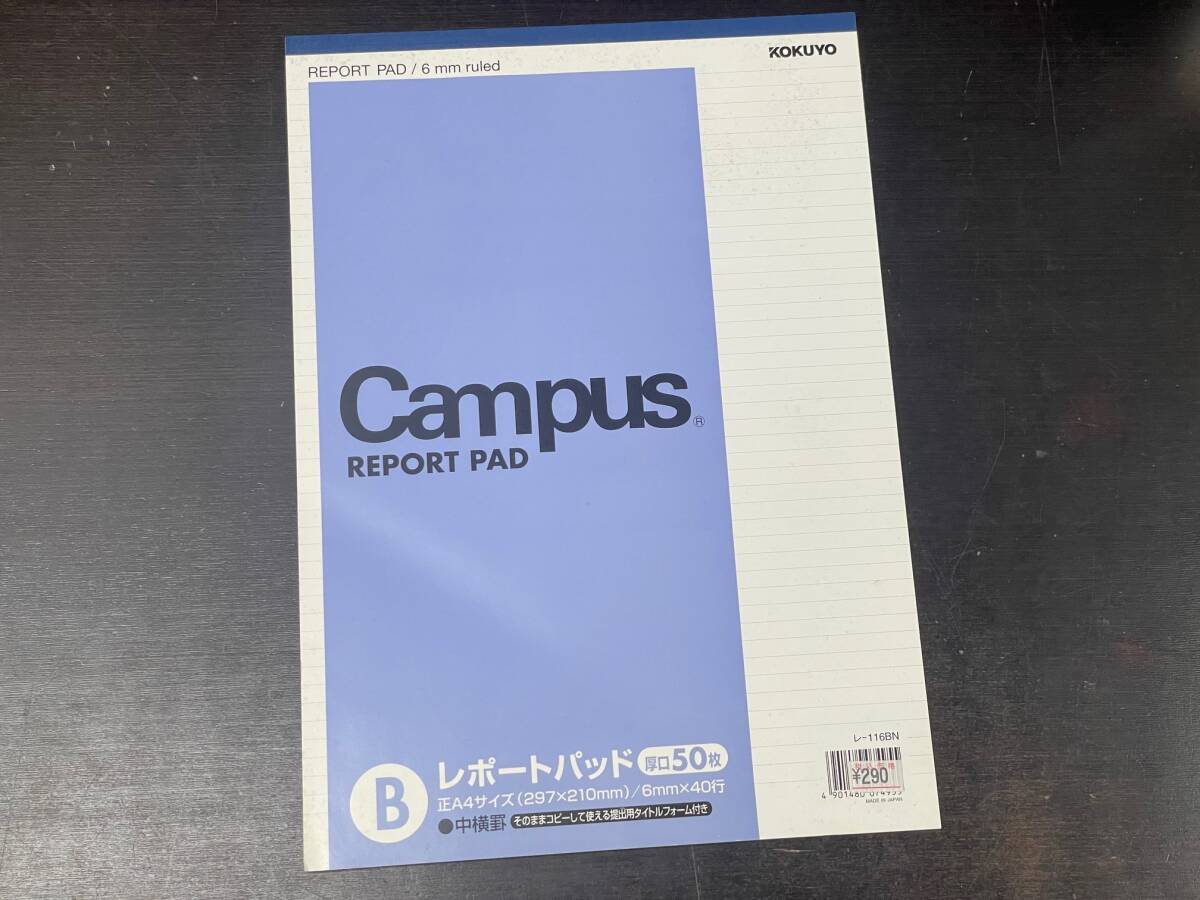 KOKUYO
REPORT PAD / 6 mm ruled
Campus®
REPORT PAD
レ-116BN
B
レポートパッド 厚口50枚
正A4サイズ(297×210mm)/6mm×40行
●中横罫 そのままコピーして使える提出用タイトルフォーム付き
¥290
MADE IN JAPAN